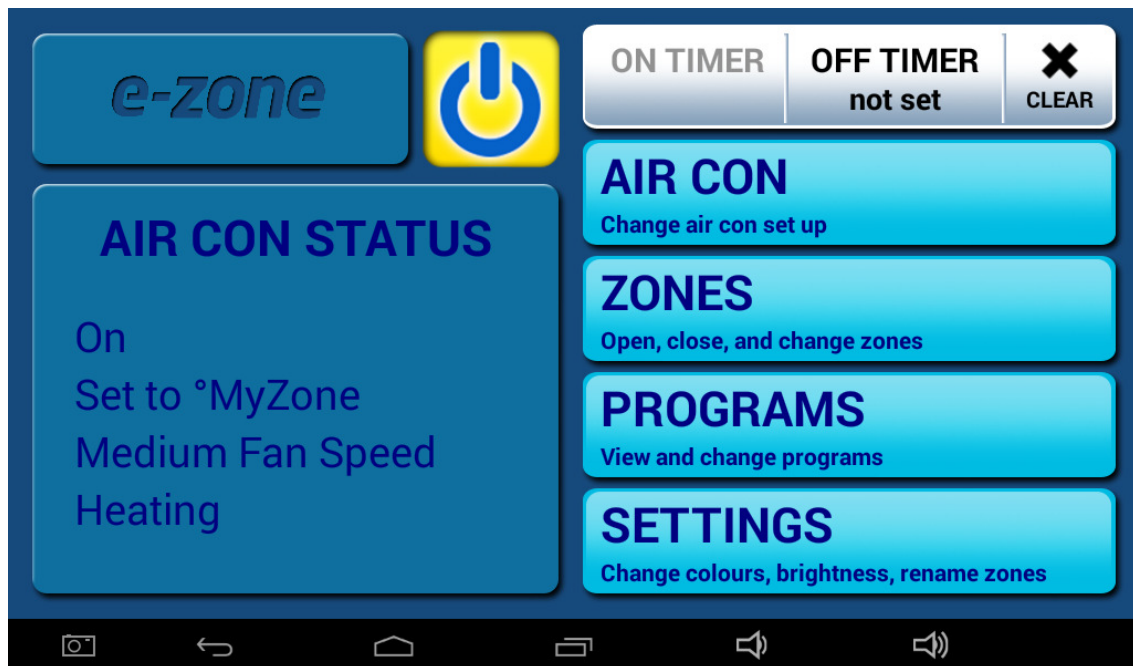 e-zone
ON TIMER
OFF TIMER
not set
CLEAR
AIR CON STATUS
On
Set to °MyZone
Medium Fan Speed
Heating
AIR CON
Change air con set up
ZONES
Open, close, and change zones
PROGRAMS
View and change programs
SETTINGS
Change colours, brightness, rename zones